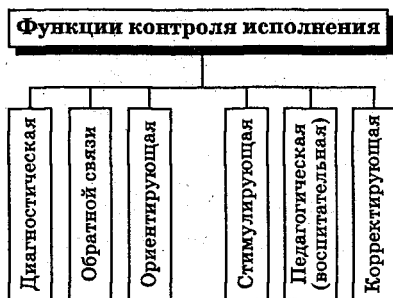 Функции контроля исполнения
Диагностическая
Обратной связи
Ориентирующая
Стимулирующая
Педагогическая
(воспитательная)
Корректирующая